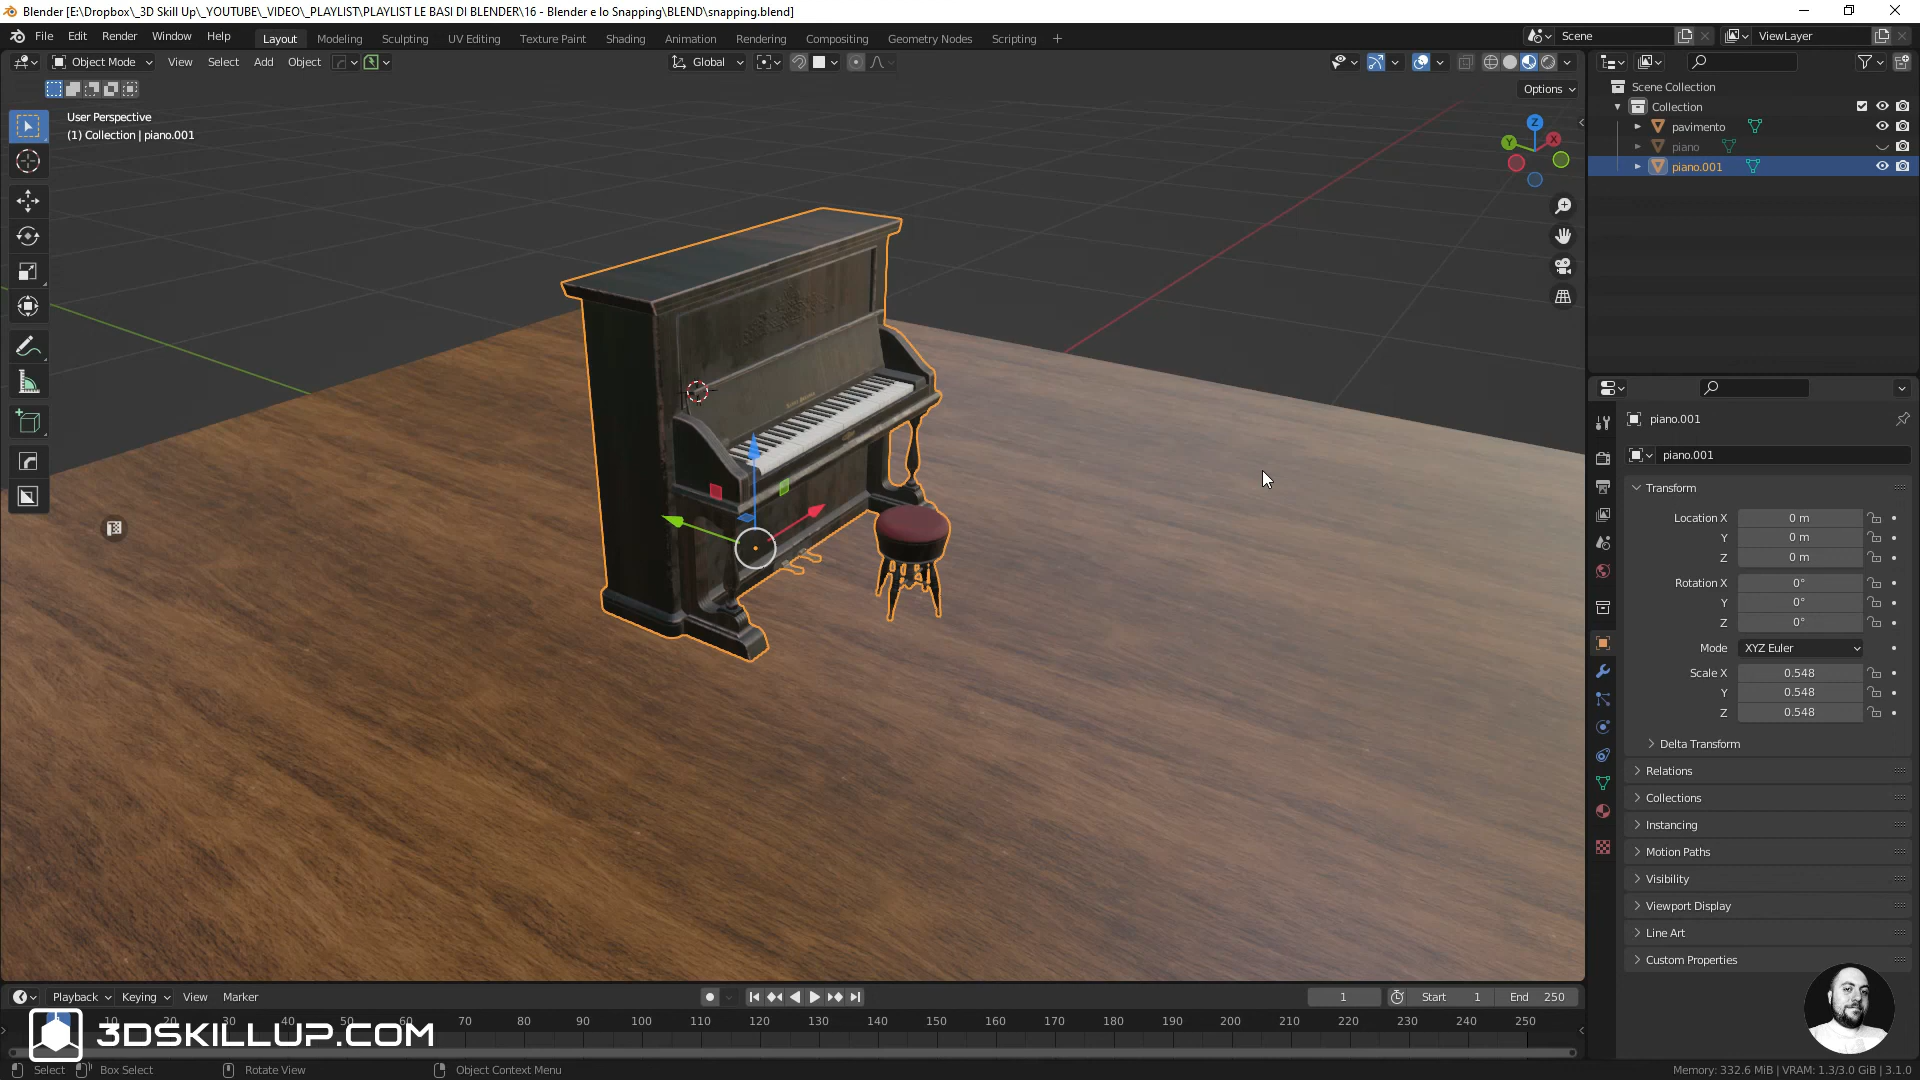 Blender [E:\Dropbox\_3D Skill Up\_YOUTUBE\_VIDEO\_PLAYLIST\PLAYLIST LE BASI DI BLENDER\16 - Blender e lo Snapping\BLEND\snapping.blend]
File Edit Render Window Help Layout Modeling Sculpting UV Editing Texture Paint Shading Animation Rendering Compositing Geometry Nodes Scripting + Scene ViewLayer
Object Mode View Select Add Object Global
Options
User Perspective
(1) Collection | piano.001
Z
Y
X
Scene Collection
Collection
pavimento
piano
piano.001
piano.001
piano.001
Transform
Location X 0 m
Y 0 m
Z 0 m
Rotation X 0°
Y 0°
Z 0°
Mode XYZ Euler
Scale X 0.548
Y 0.548
Z 0.548
Delta Transform
Relations
Collections
Instancing
Motion Paths
Visibility
Viewport Display
Line Art
Custom Properties
Playback Keying View Marker 1 Start 1 End 250
10 20 30 40 50 60 70 80 90 100 110 120 130 140 150 160 170 180 190 200 210 220 230 240 250
3DSKILLUP.COM
Select Box Select Rotate View Object Context Menu Memory: 332.6 MiB | VRAM: 1.3/3.0 GiB | 3.1.0